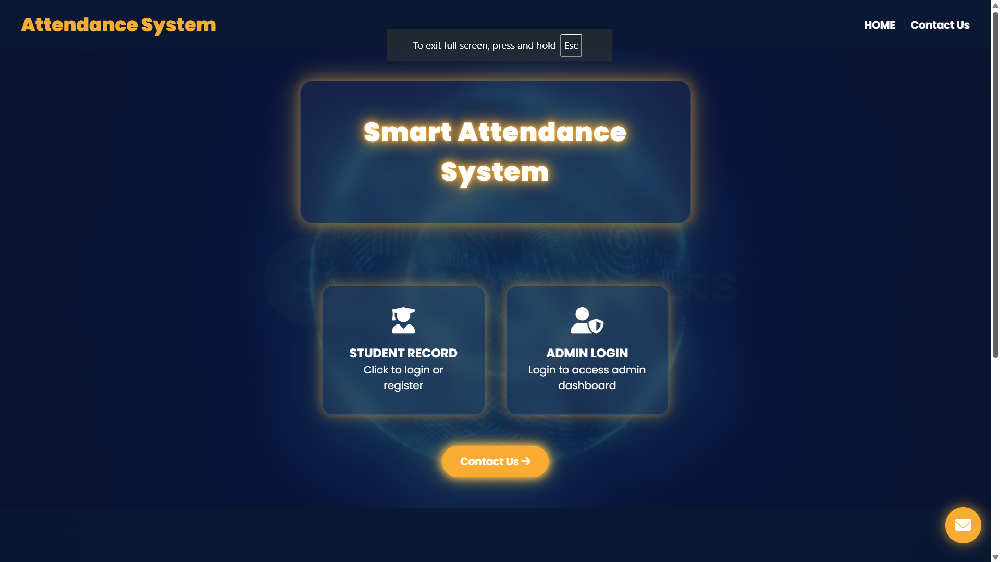 Attendance System
HOME
Contact Us
To exit full screen, press and hold Esc
Smart Attendance
System
STUDENT RECORD
Click to login or
register
ADMIN LOGIN
Login to access admin
dashboard
Contact Us